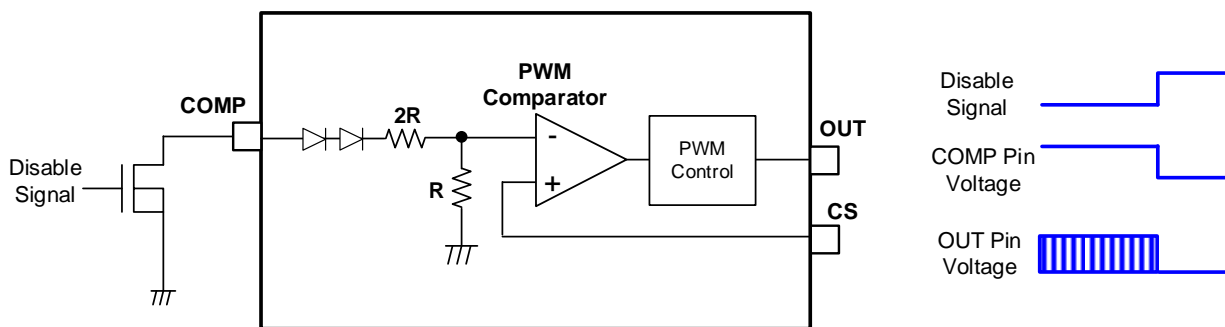 PWM
Comparator
COMP
2R
-
+
R
PWM
Control
OUT
CS
Disable
Signal
Disable
Signal
COMP Pin
Voltage
OUT Pin
Voltage